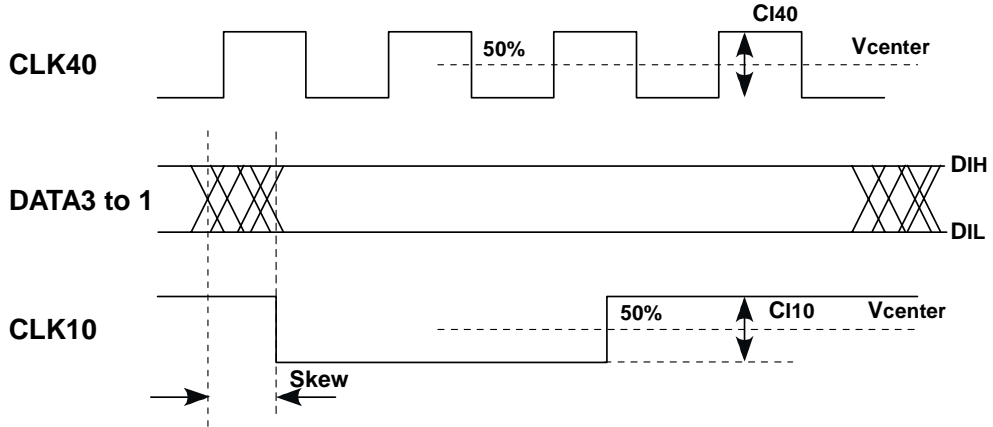 CI40
50%
Vcenter
CLK40
DIH
DATA3 to 1
DIL
50%
CI10
Vcenter
CLK10
Skew